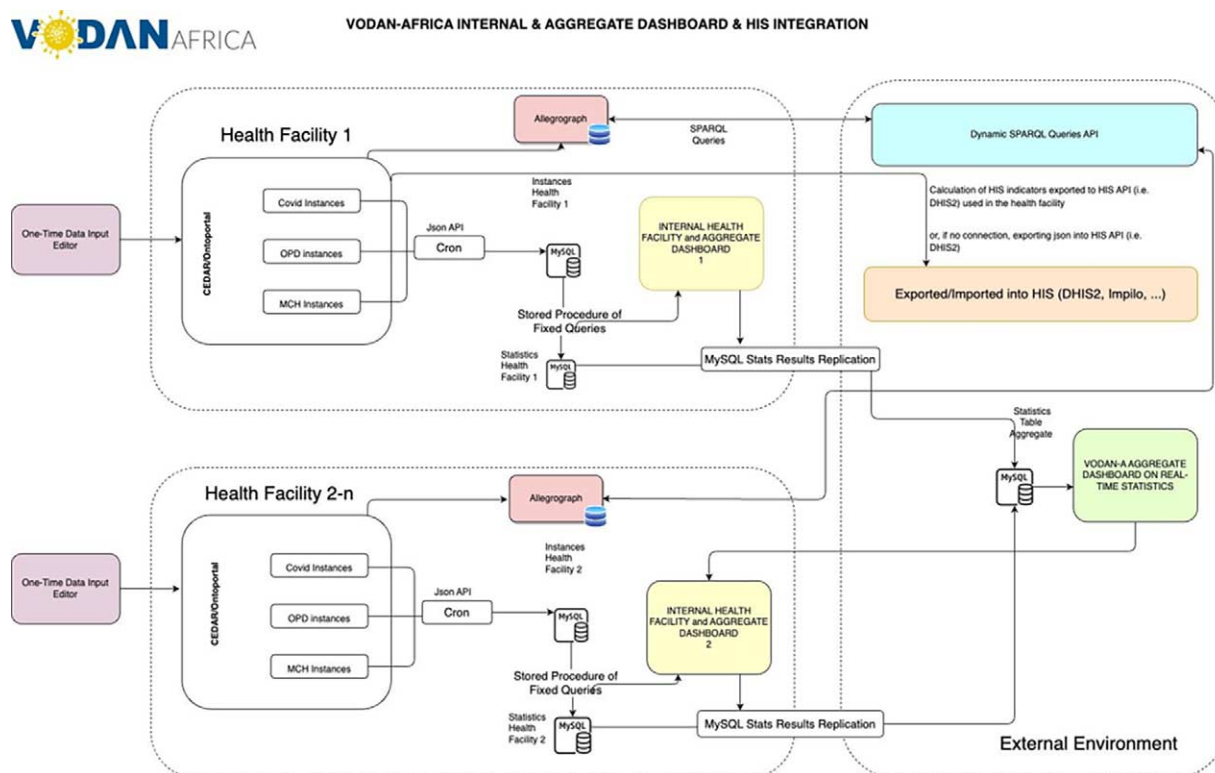 VODAN AFRICA
VODAN-AFRICA INTERNAL & AGGREGATE DASHBOARD & HIS INTEGRATION
Health Facility 1
One-Time Data Input
Editor
CEDAR/Ontoportal
Covid Instances
OPD instances
MCH Instances
Json API
Cron
Allegrograph
Instances
Health
Facility 1
MySQL
Stored Procedure of
Fixed Queries
Statistics
Health
Facility 1
MySQL
INTERNAL HEALTH
FACILITY and AGGREGATE
DASHBOARD
1
MySQL Stats Results Replication
SPARQL
Queries
Dynamic SPARQL Queries API
Calculation of HIS indicators exported to HIS API (i.e.
DHIS2) used in the health facility
or, if no connection, exporting json into HIS API (i.e.
DHIS2)
Exported/Imported into HIS (DHIS2, Impilo, ...)
Statistics
Table
Aggregate
MySQL
VODAN-A AGGREGATE
DASHBOARD ON REAL-
TIME STATISTICS
Health Facility 2-n
One-Time Data Input
Editor
CEDAR/Ontoportal
Covid Instances
OPD instances
MCH Instances
Json API
Cron
Allegrograph
Instances
Health
Facility 2
MySQL
Stored Procedure of
Fixed Queries
Statistics
Health
Facility 2
MySQL
INTERNAL HEALTH
FACILITY and AGGREGATE
DASHBOARD
2
MySQL Stats Results Replication
External Environment